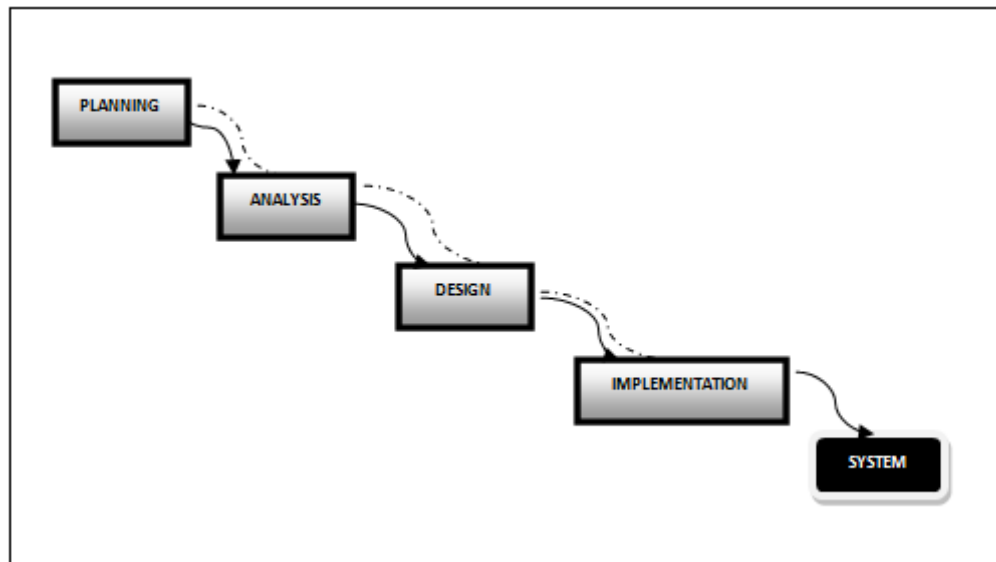 PLANNING
ANALYSIS
DESIGN
IMPLEMENTATION
SYSTEM